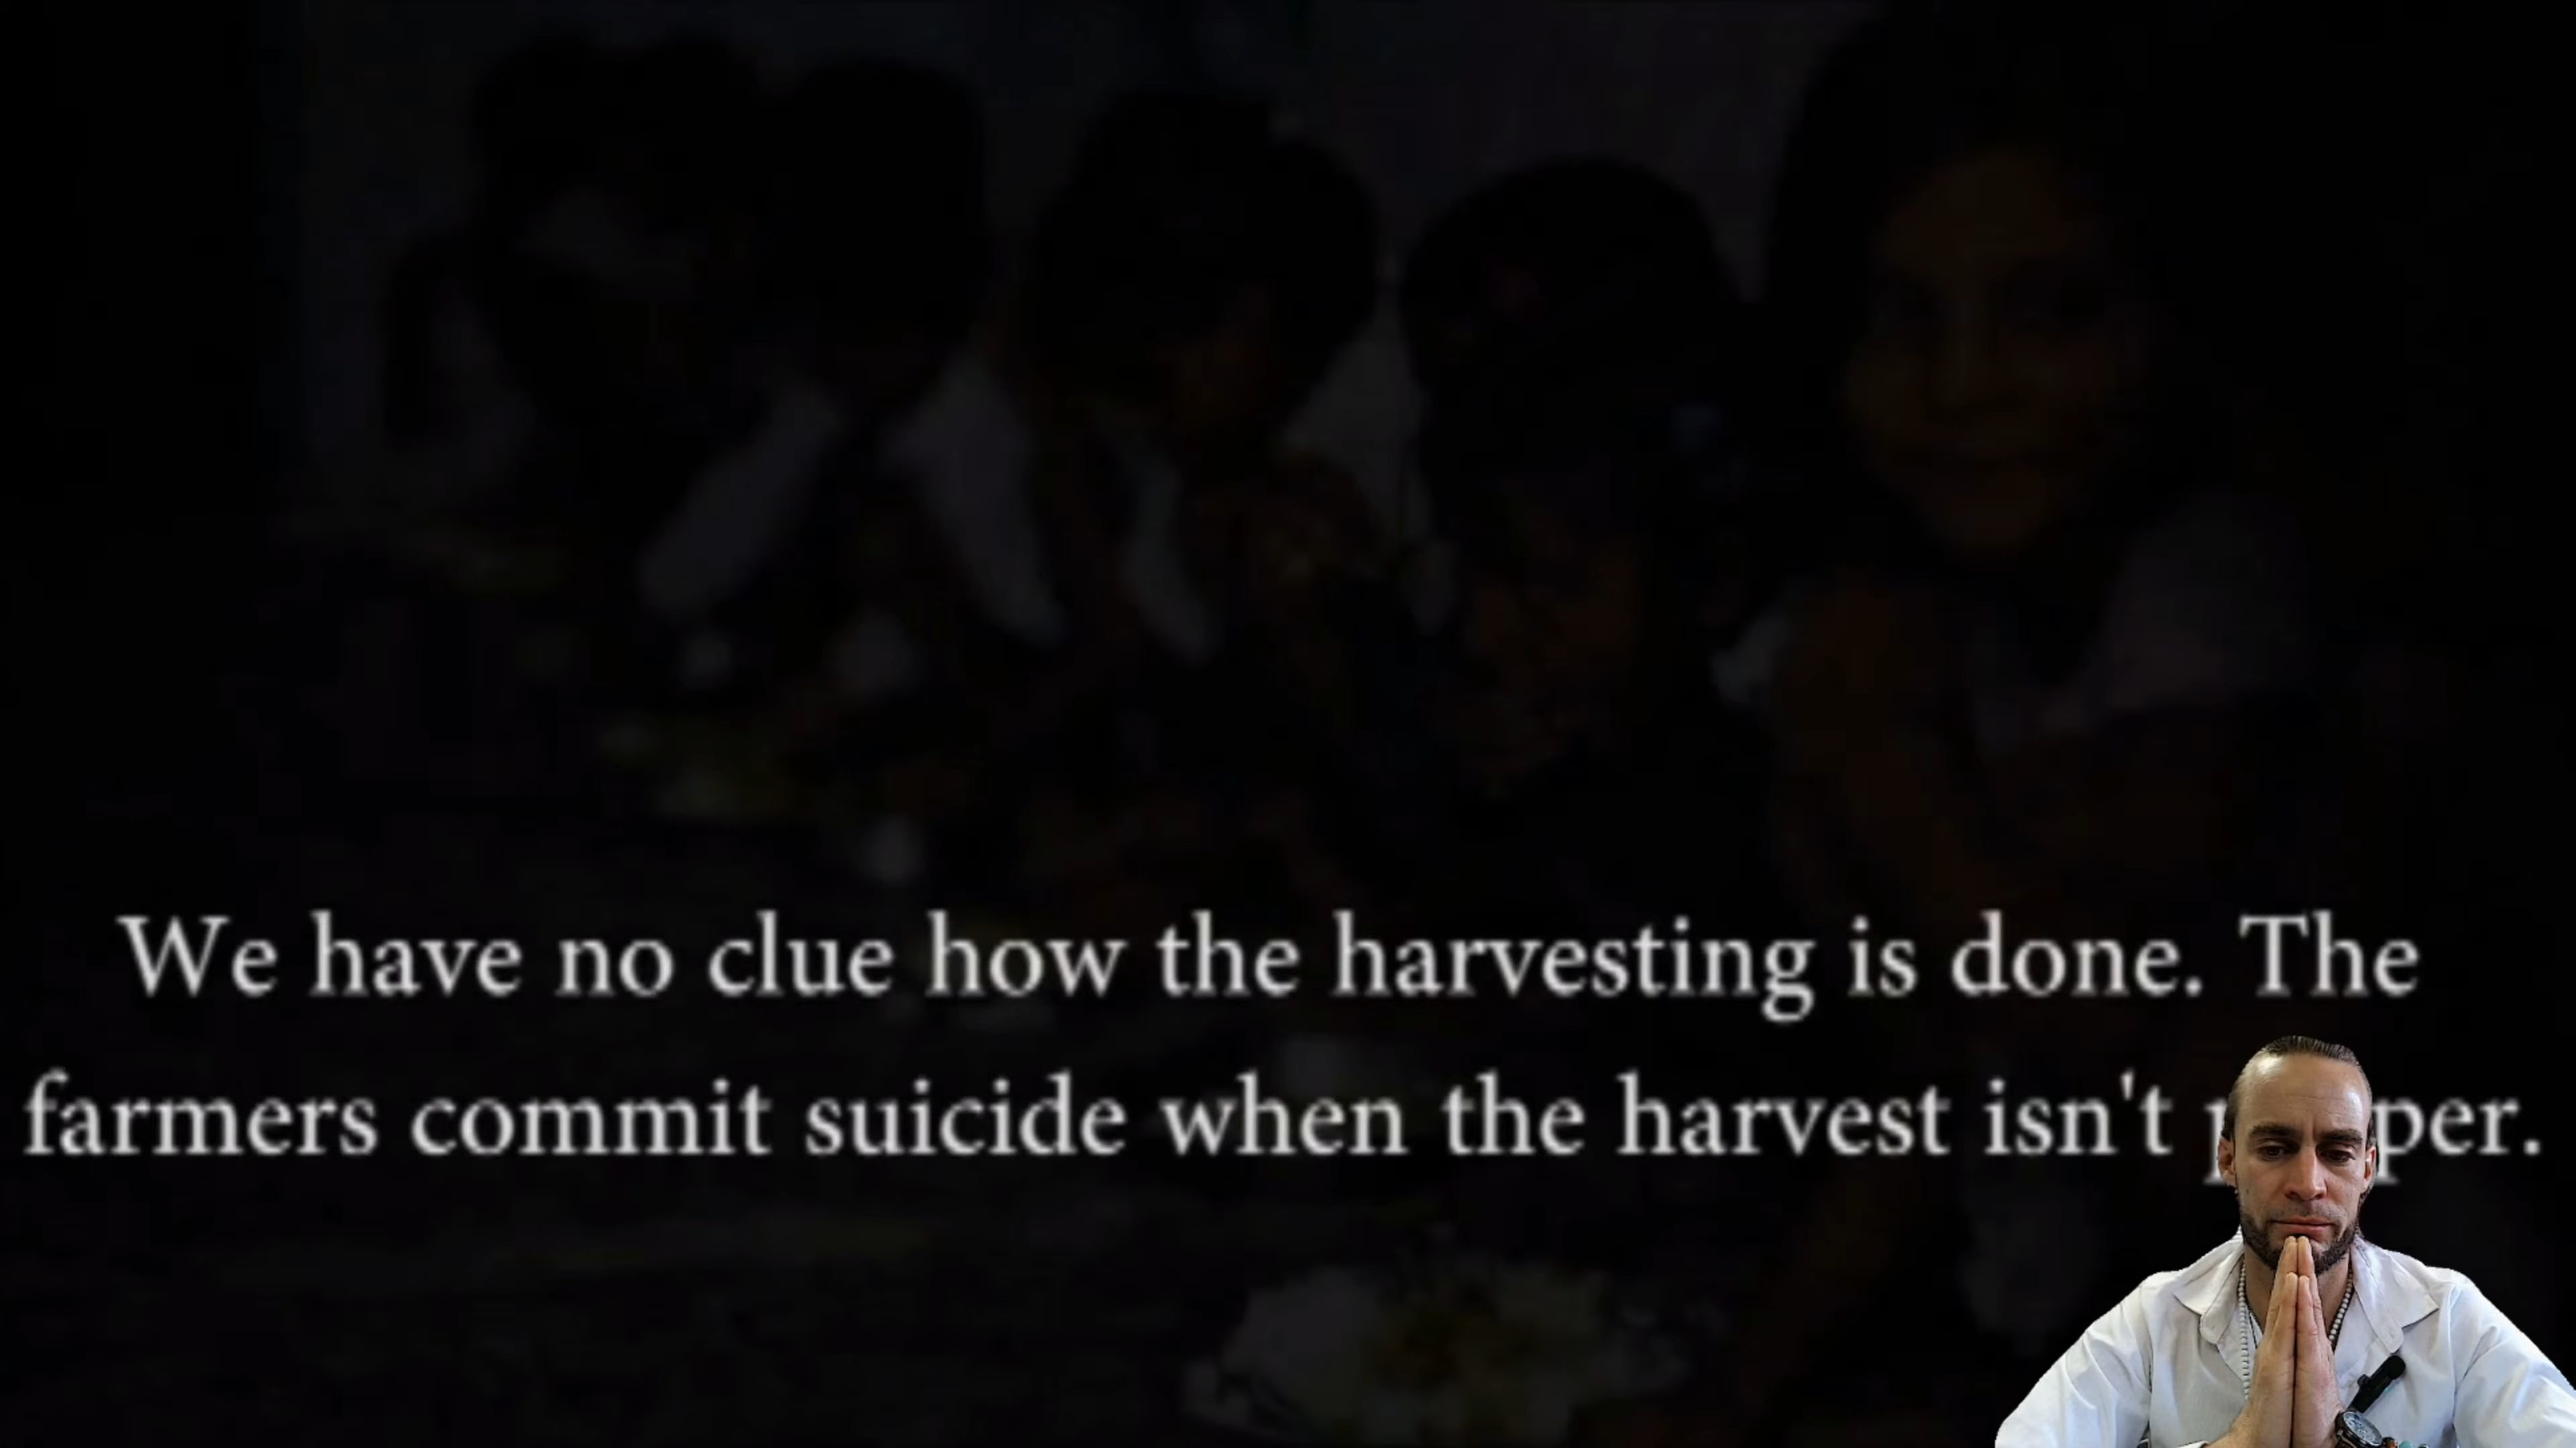 We have no clue how the harvesting is done. The
farmers commit suicide when the harvest isn't